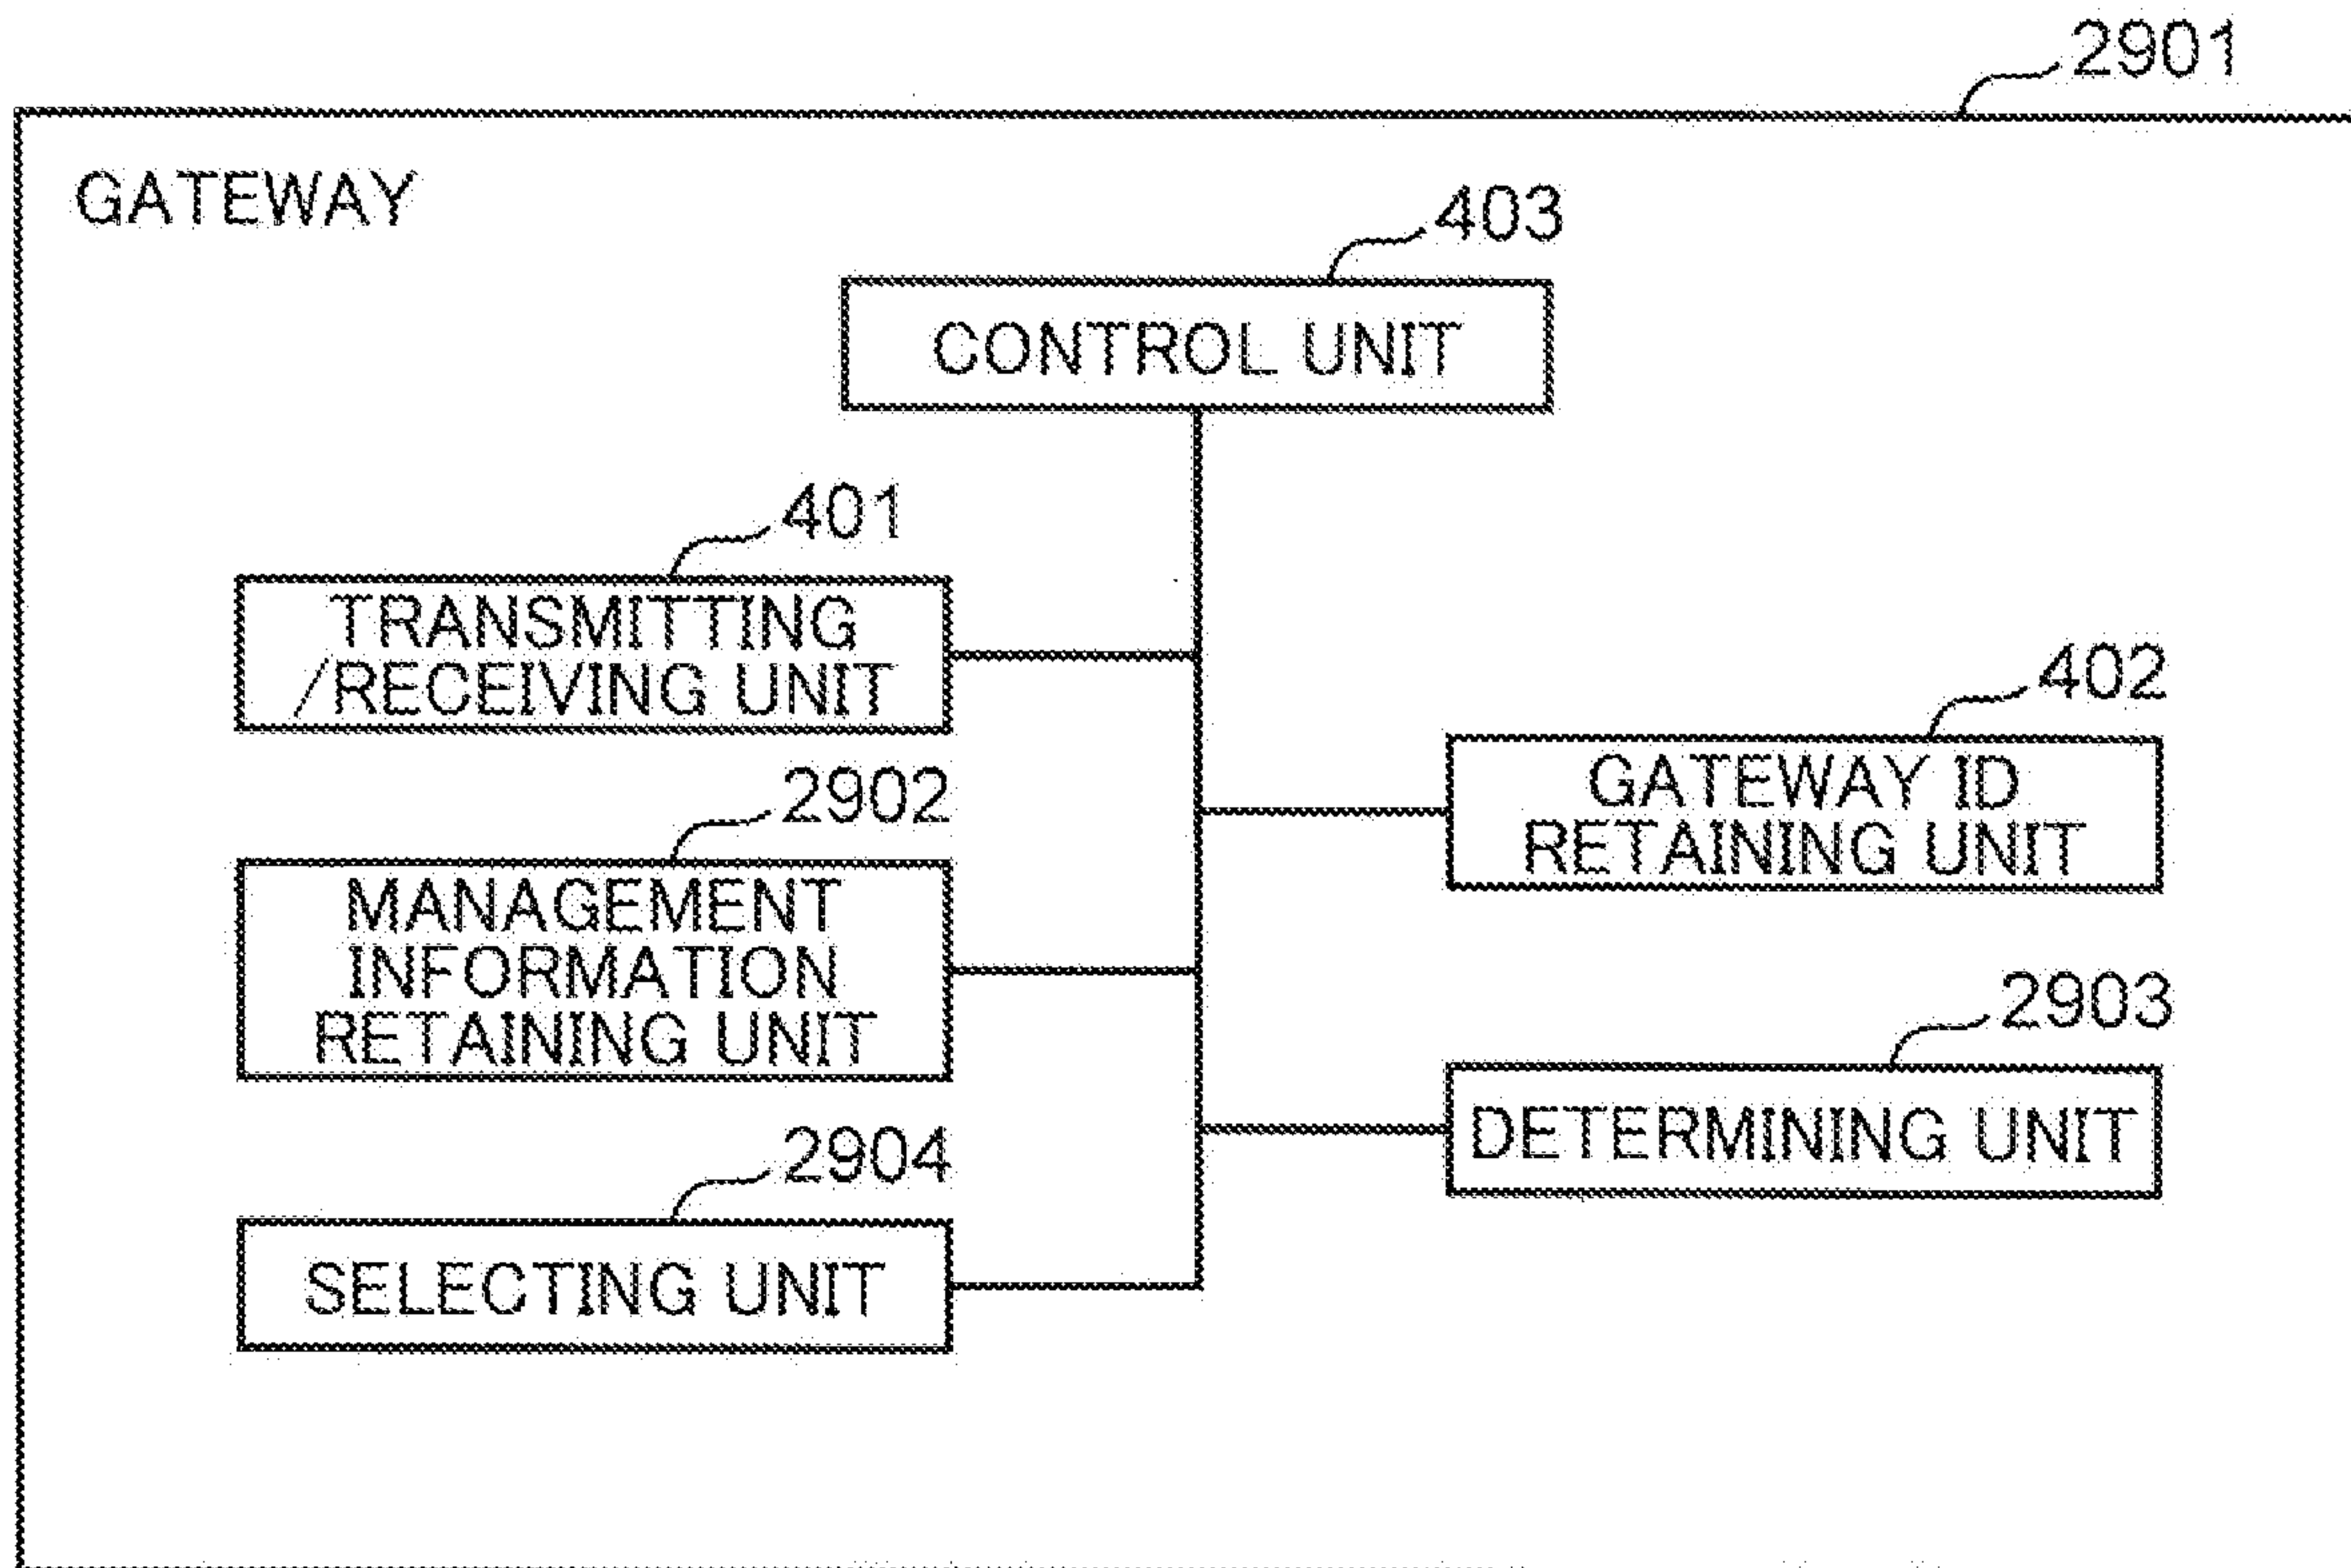 2901
GATEWAY
403
CONTROL UNIT
401
TRANSMITTING
/RECEIVING UNIT
402
GATEWAY ID
RETAINING UNIT
2902
MANAGEMENT
INFORMATION
RETAINING UNIT
2903
DETERMINING UNIT
2904
SELECTING UNIT